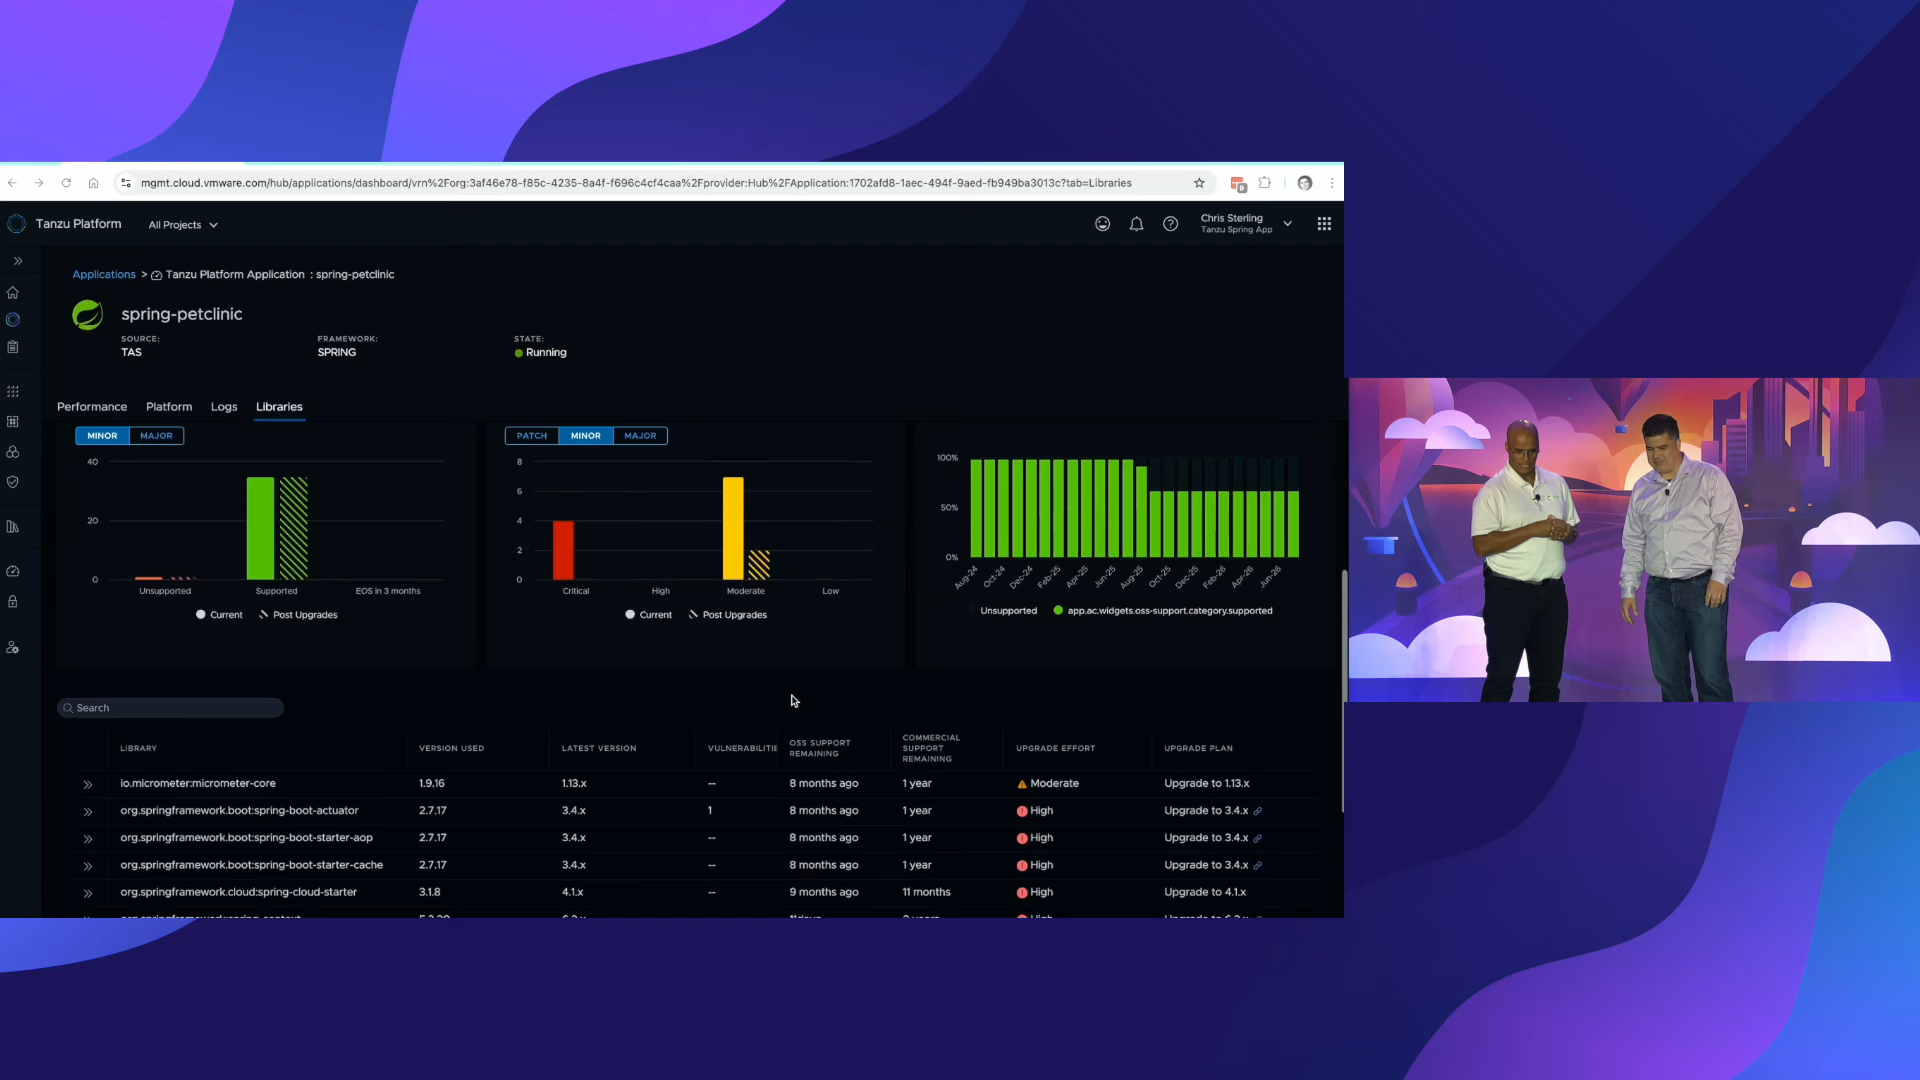 mgmt.cloud.vmware.com/hub/applications/dashboard/vrn%2Forg:3af46e78-f85c-4235-8a4f-f696c4cf4caa%2Fprovider:Hub%2FApplication:1702afd8-1aec-494f-9aed-fb949ba3013c?tab=Libraries
Tanzu Platform All Projects
Chris Sterling
Tanzu Spring App
Applications > Tanzu Platform Application : spring-petclinic
spring-petclinic
SOURCE: FRAMEWORK: STATE:
TAS SPRING Running
Performance Platform Logs Libraries
MINOR MAJOR
40
20
0
Unsupported Supported EOS in 3 months
Current Post Upgrades
PATCH MINOR MAJOR
8
6
4
2
0
Critical High Moderate Low
Current Post Upgrades
100%
50%
0%
Aug-24 Oct-24 Dec-24 Feb-25 Apr-25 Jun-25 Aug-25 Oct-25 Dec-25 Feb-26 Apr-26 Jun-26
Unsupported app.ac.widgets.oss-support.category.supported
Search
LIBRARY VERSION USED LATEST VERSION VULNERABILITIE OSS SUPPORT REMAINING COMMERCIAL SUPPORT REMAINING UPGRADE EFFORT UPGRADE PLAN
io.micrometer:micrometer-core 1.9.16 1.13.x -- 8 months ago 1 year Moderate Upgrade to 1.13.x
org.springframework.boot:spring-boot-actuator 2.7.17 3.4.x 1 8 months ago 1 year High Upgrade to 3.4.x
org.springframework.boot:spring-boot-starter-aop 2.7.17 3.4.x -- 8 months ago 1 year High Upgrade to 3.4.x
org.springframework.boot:spring-boot-starter-cache 2.7.17 3.4.x -- 8 months ago 1 year High Upgrade to 3.4.x
org.springframework.cloud:spring-cloud-starter 3.1.8 4.1.x -- 9 months ago 11 months High Upgrade to 4.1.x